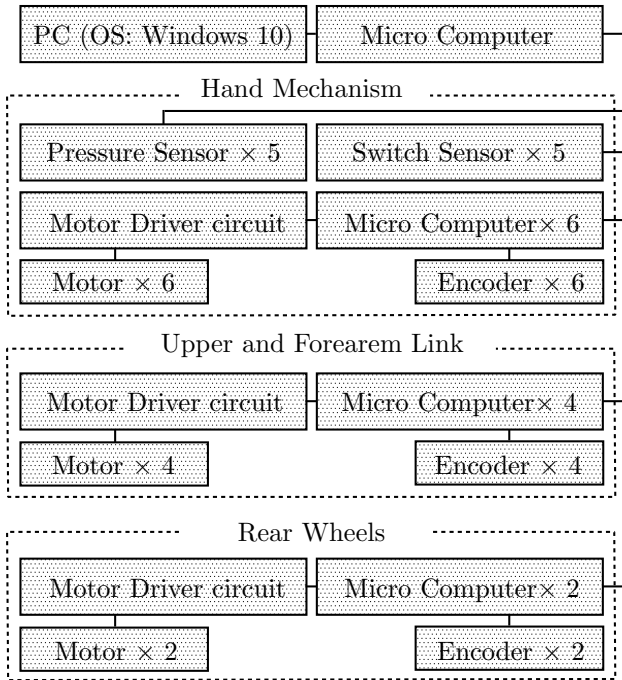 PC (OS: Windows 10)
Micro Computer
Hand Mechanism
Pressure Sensor × 5
Switch Sensor × 5
Motor Driver circuit
Micro Computer× 6
Motor × 6
Encoder × 6
Upper and Forearem Link
Motor Driver circuit
Micro Computer× 4
Motor × 4
Encoder × 4
Rear Wheels
Motor Driver circuit
Micro Computer× 2
Motor × 2
Encoder × 2